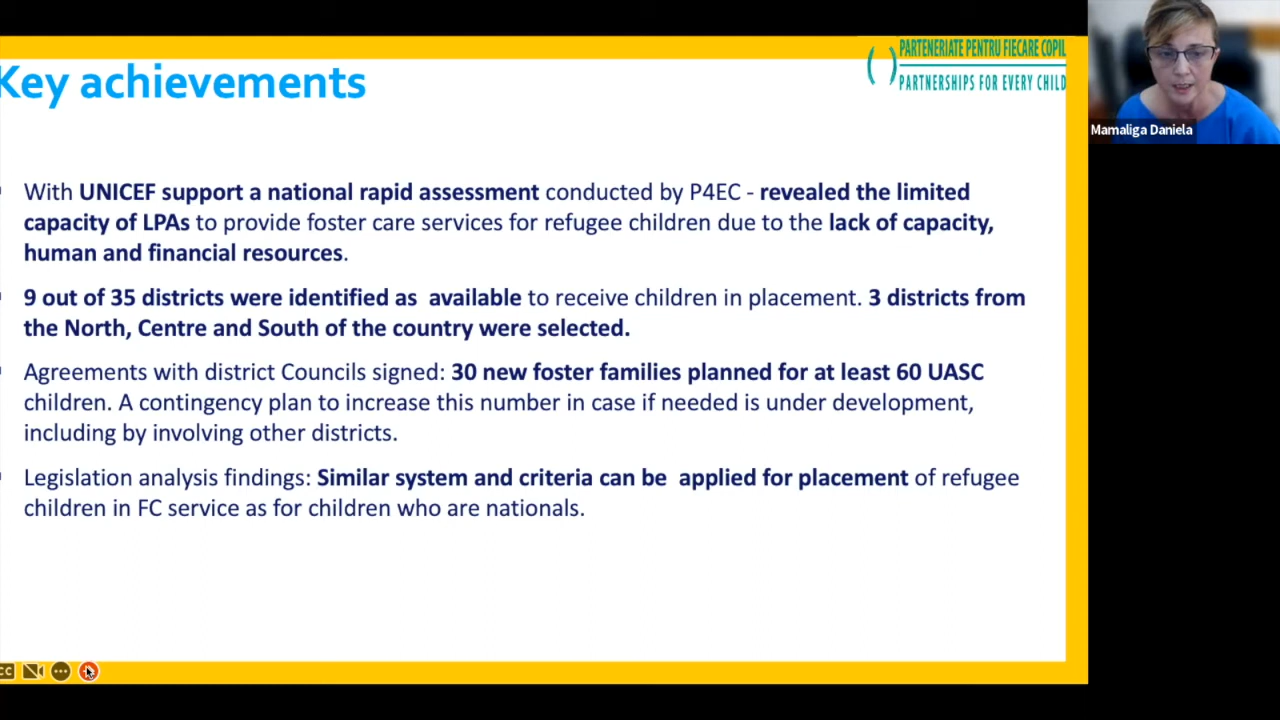 PARTENERIATE PENTRU FIECARE COPIL
PARTNERSHIPS FOR EVERY CHILD
Key achievements
Mamaliga Daniela
With UNICEF support a national rapid assessment conducted by P4EC - revealed the limited
capacity of LPAs to provide foster care services for refugee children due to the lack of capacity,
human and financial resources.
9 out of 35 districts were identified as  available to receive children in placement. 3 districts from
the North, Centre and South of the country were selected.
Agreements with district Councils signed: 30 new foster families planned for at least 60 UASC
children. A contingency plan to increase this number in case if needed is under development,
including by involving other districts.
Legislation analysis findings: Similar system and criteria can be  applied for placement of refugee
children in FC service as for children who are nationals.
CC